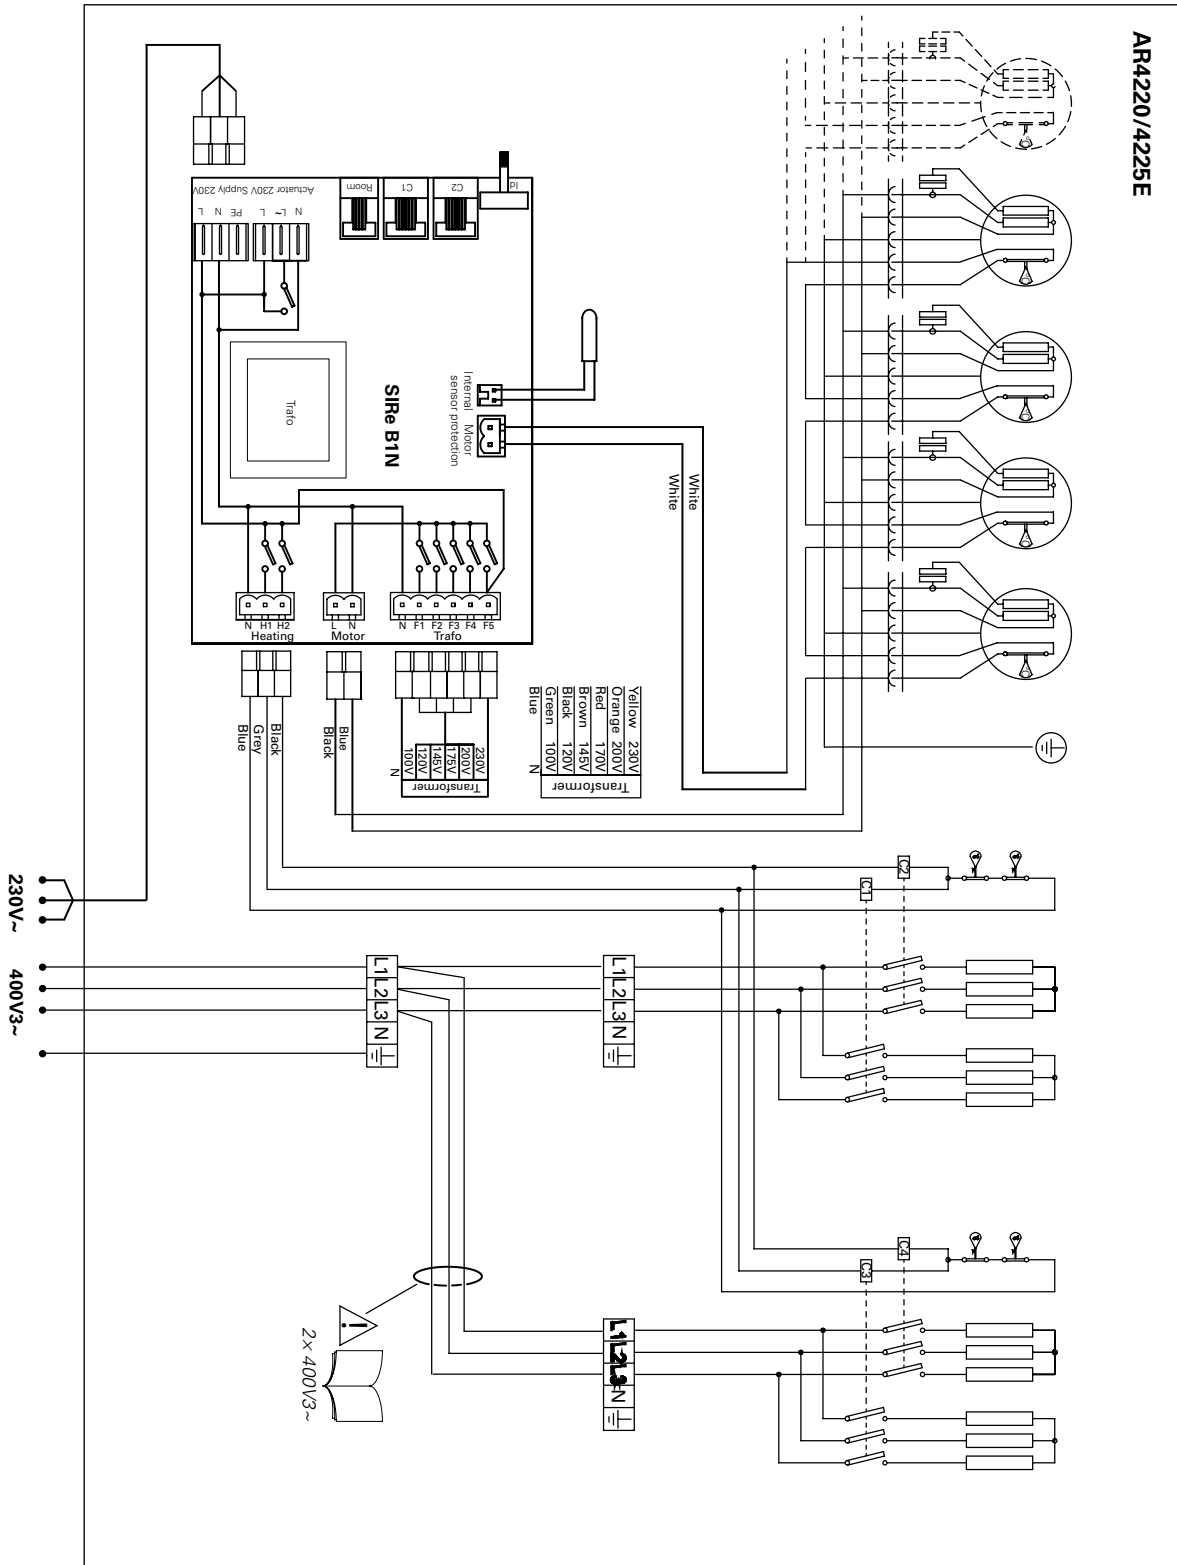 AR4220/4225E
Supply 230V
Actuator 230V
L
N
PE
L
L~
N
Room
C1
C2
Id
Trafo
SIRe B1N
Internal
sensor
Motor
protection
White
White
N
H1
H2
Heating
L
N
Motor
N
F1
F2
F3
F4
F5
Trafo
Blue
Grey
Black
Black
Blue
N
100V
120V
145V
175V
200V
230V
Transformer
Yellow 230V
Orange 200V
Red 170V
Brown 145V
Black 120V
Green 100V
Blue N
Transformer
230V~
400V3~
C2
C1
L1
L2
L3
N
L1
L2
L3
N
C4
C3
L1
L2
L3
N
!
2x 400V3~